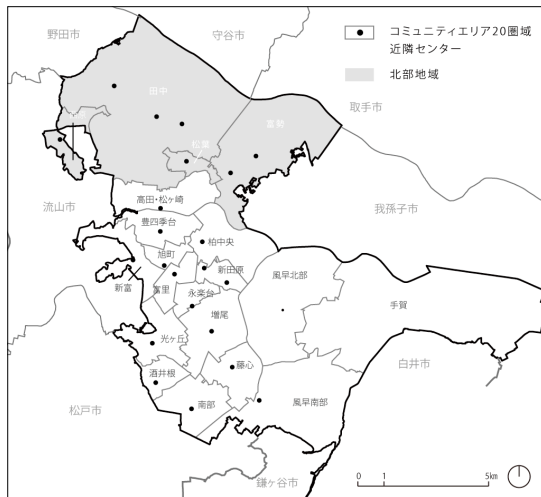 野田市
守谷市
コミュニティエリア20圏域
近隣センター
北部地域
田中
取手市
富勢
松葉
流山市
高田・松ヶ崎
我孫子市
豊四季台
柏中央
旭町
新田原
風早北部
新富
富里
永楽台
手賀
増尾
光ヶ丘
白井市
藤心
酒井根
松戸市
南部
風早南部
鎌ヶ谷市
0 1 5km